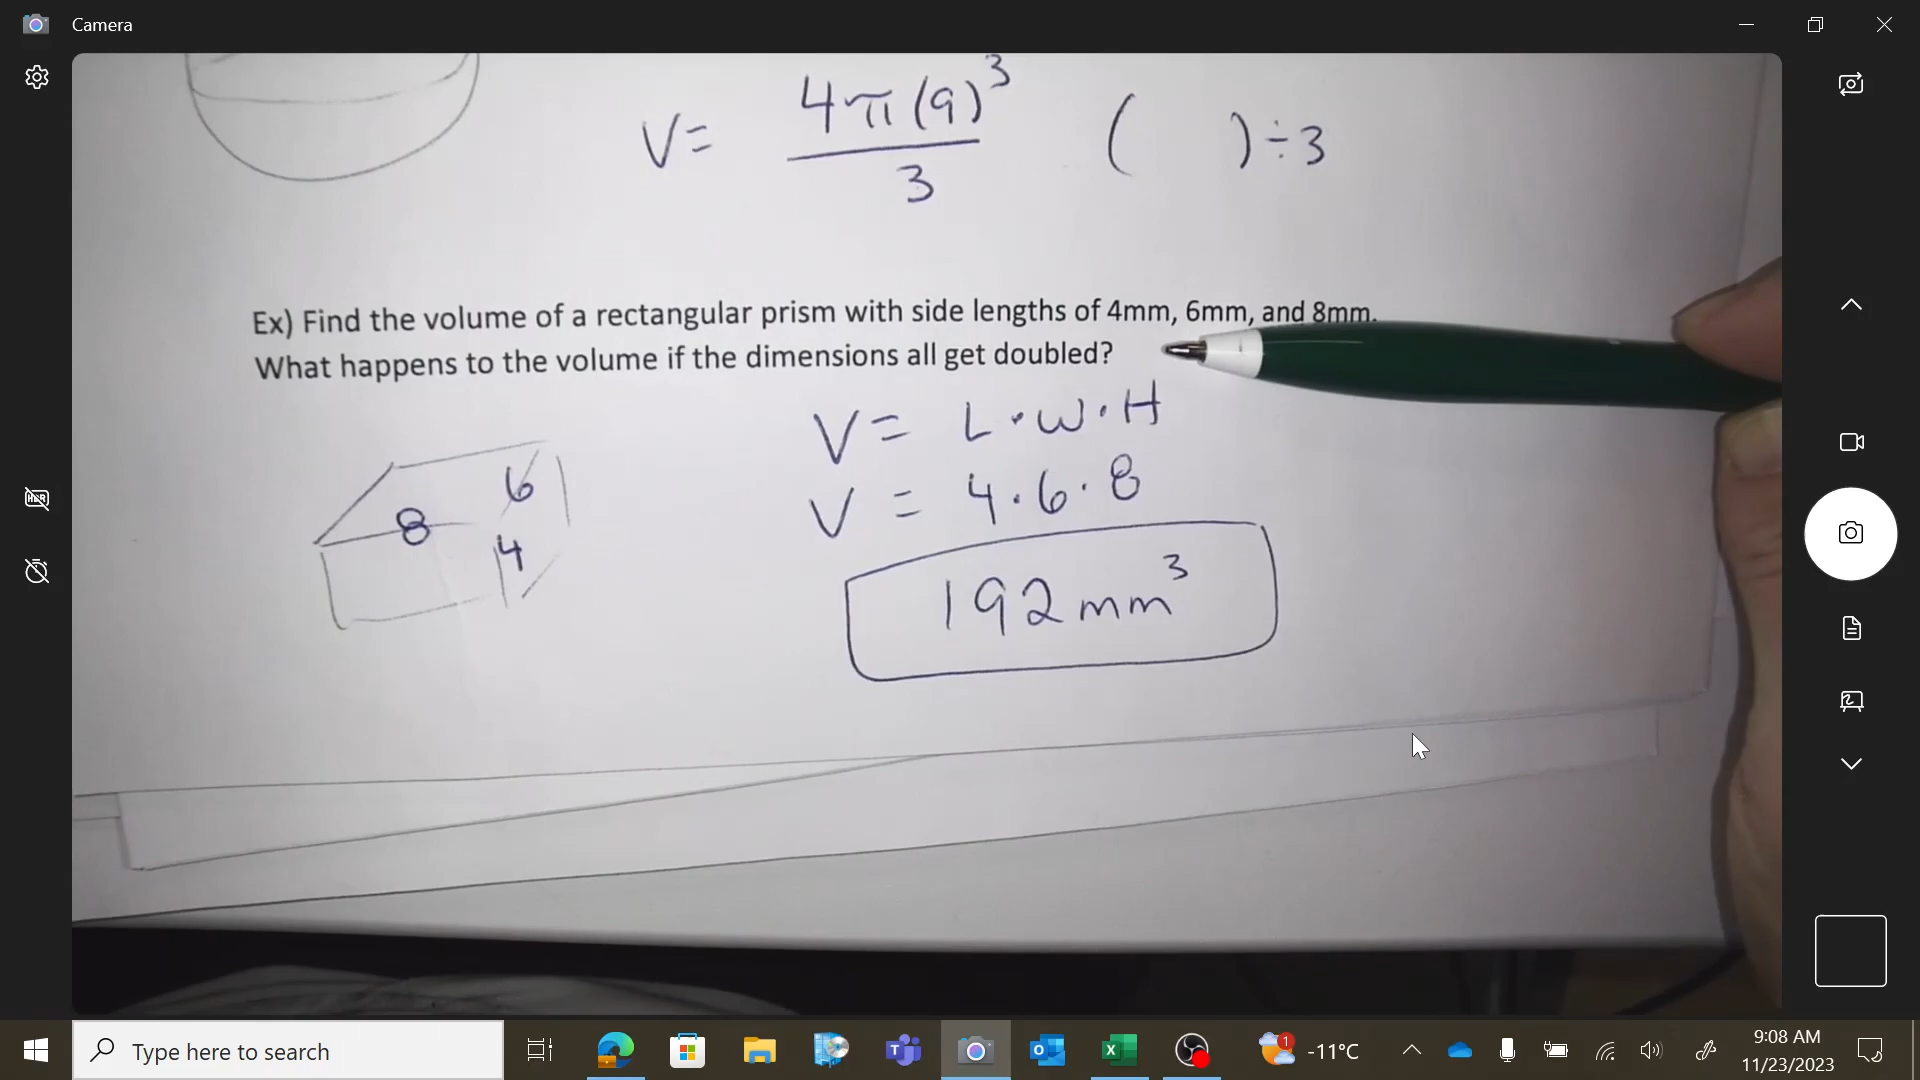 Camera
V = 4π(9)³ ( ) ÷ 3
3
Ex) Find the volume of a rectangular prism with side lengths of 4mm, 6mm, and 8mm.
What happens to the volume if the dimensions all get doubled?
V = L · W · H
V = 4 · 6 · 8
192 mm³
6
8
4
Type here to search
1
-11°C
9:08 AM
11/23/2023